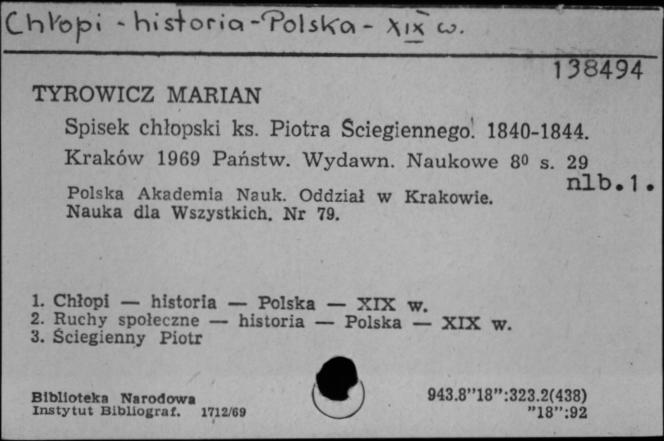 Chłopi - historia - Polska - XIX w.
138494
TYROWICZ MARIAN
Spisek chłopski ks. Piotra Ściegiennego. 1840-1844.
Kraków 1969 Państw. Wydawn. Naukowe 8⁰ s. 29
nlb.1.
Polska Akademia Nauk. Oddział w Krakowie.
Nauka dla Wszystkich. Nr 79.
1. Chłopi — historia — Polska — XIX w.
2. Ruchy społeczne — historia — Polska — XIX w.
3. Ściegienny Piotr
Biblioteka Narodowa
Instytut Bibliograf. 1712/69
943.8"18":323.2(438)
"18":92